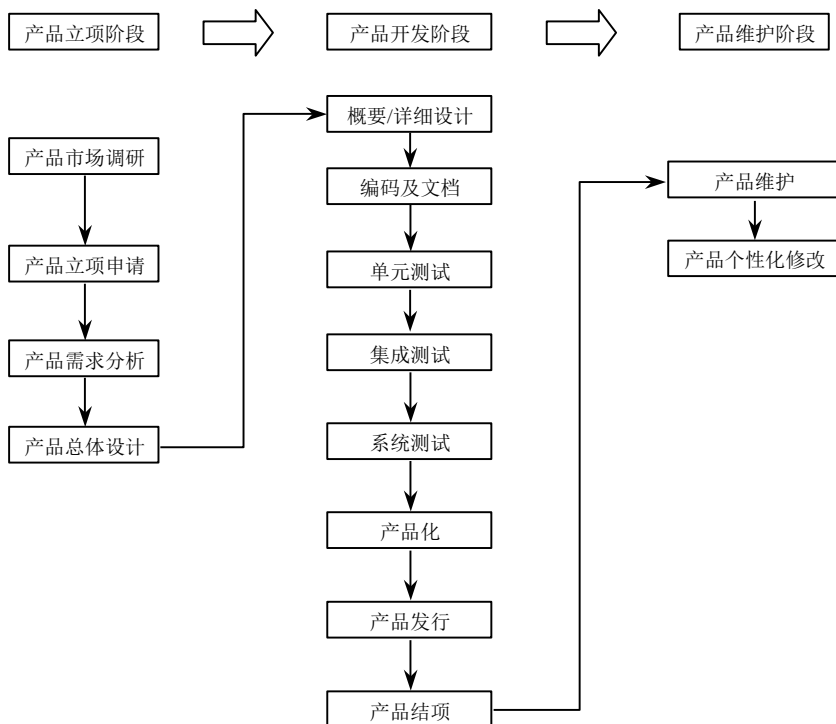 产品立项阶段
产品开发阶段
产品维护阶段
产品市场调研
产品立项申请
产品需求分析
产品总体设计
概要/详细设计
编码及文档
单元测试
集成测试
系统测试
产品化
产品发行
产品结项
产品维护
产品个性化修改